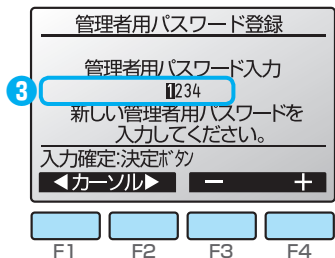 管理者用パスワード登録
管理者用パスワード入力
3
1234
新しい管理者用パスワードを
入力してください。
入力確定:決定ボタン
◀カーソル▶ － ＋
F1 F2 F3 F4